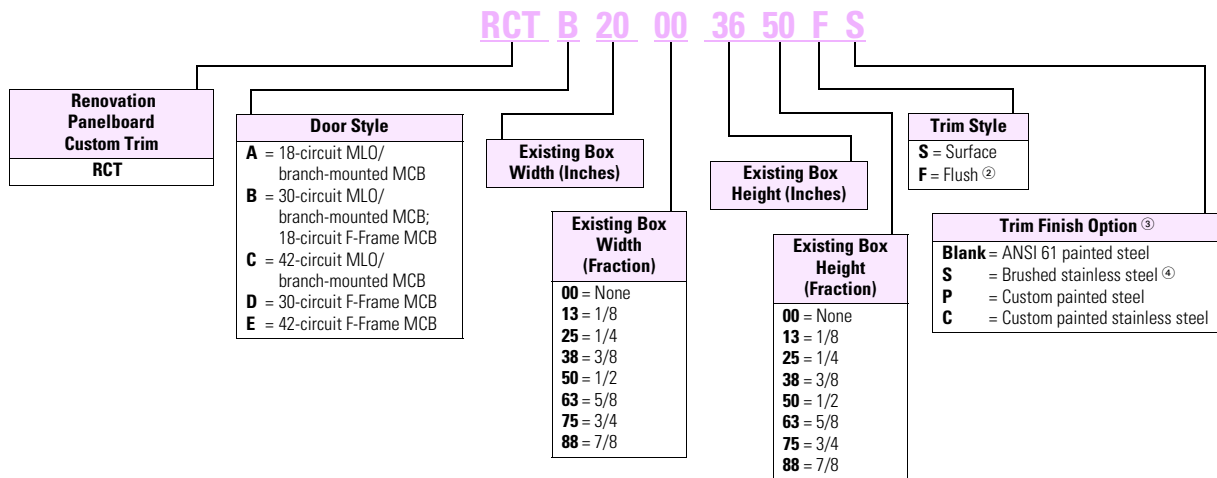 RCT B 20 00 36 50 F S
Renovation
Panelboard
Custom Trim
RCT
Door Style
A = 18-circuit MLO/
branch-mounted MCB
B = 30-circuit MLO/
branch-mounted MCB;
18-circuit F-Frame MCB
C = 42-circuit MLO/
branch-mounted MCB
D = 30-circuit F-Frame MCB
E = 42-circuit F-Frame MCB
Existing Box
Width (Inches)
Existing Box
Width
(Fraction)
00 = None
13 = 1/8
25 = 1/4
38 = 3/8
50 = 1/2
63 = 5/8
75 = 3/4
88 = 7/8
Existing Box
Height (Inches)
Existing Box
Height
(Fraction)
00 = None
13 = 1/8
25 = 1/4
38 = 3/8
50 = 1/2
63 = 5/8
75 = 3/4
88 = 7/8
Trim Style
S = Surface
F = Flush ②
Trim Finish Option ③
Blank = ANSI 61 painted steel
S = Brushed stainless steel ④
P = Custom painted steel
C = Custom painted stainless steel